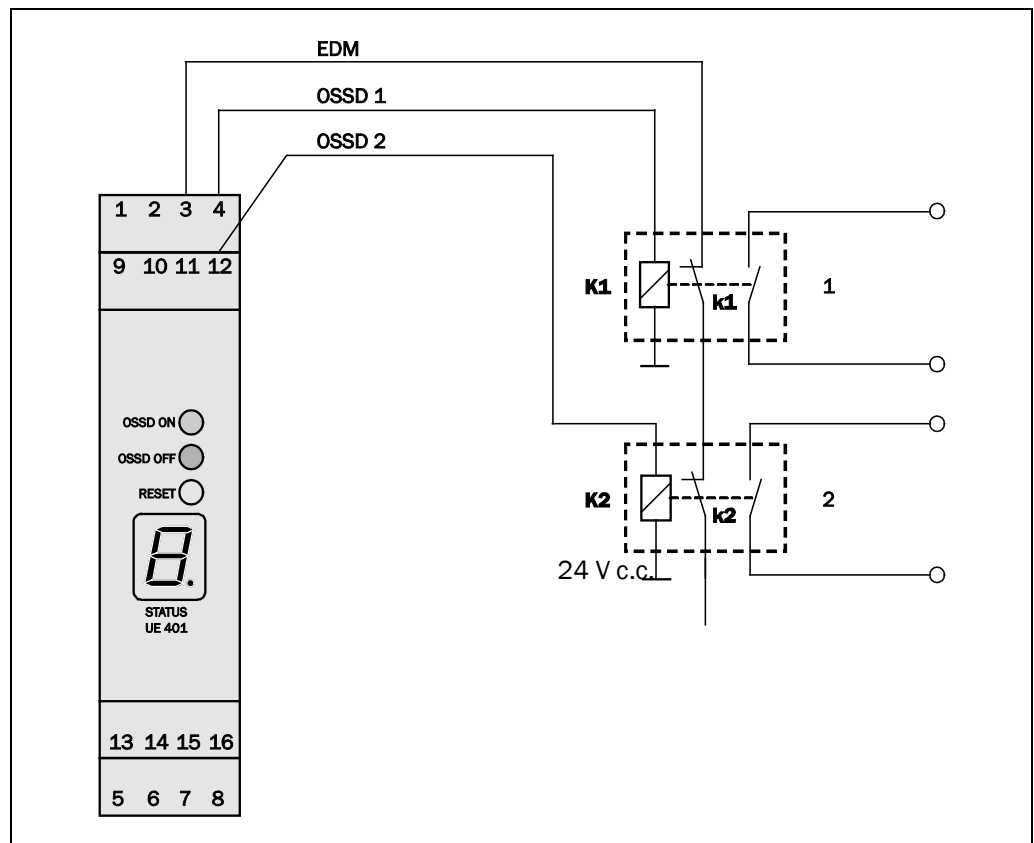 EDM
OSSD 1
OSSD 2
1 2 3 4
9 10 11 12
K1 k1 1
OSSD ON
OSSD OFF
RESET
K2 k2 2
8.
24 V c.c.
STATUS
UE 401
13 14 15 16
5 6 7 8